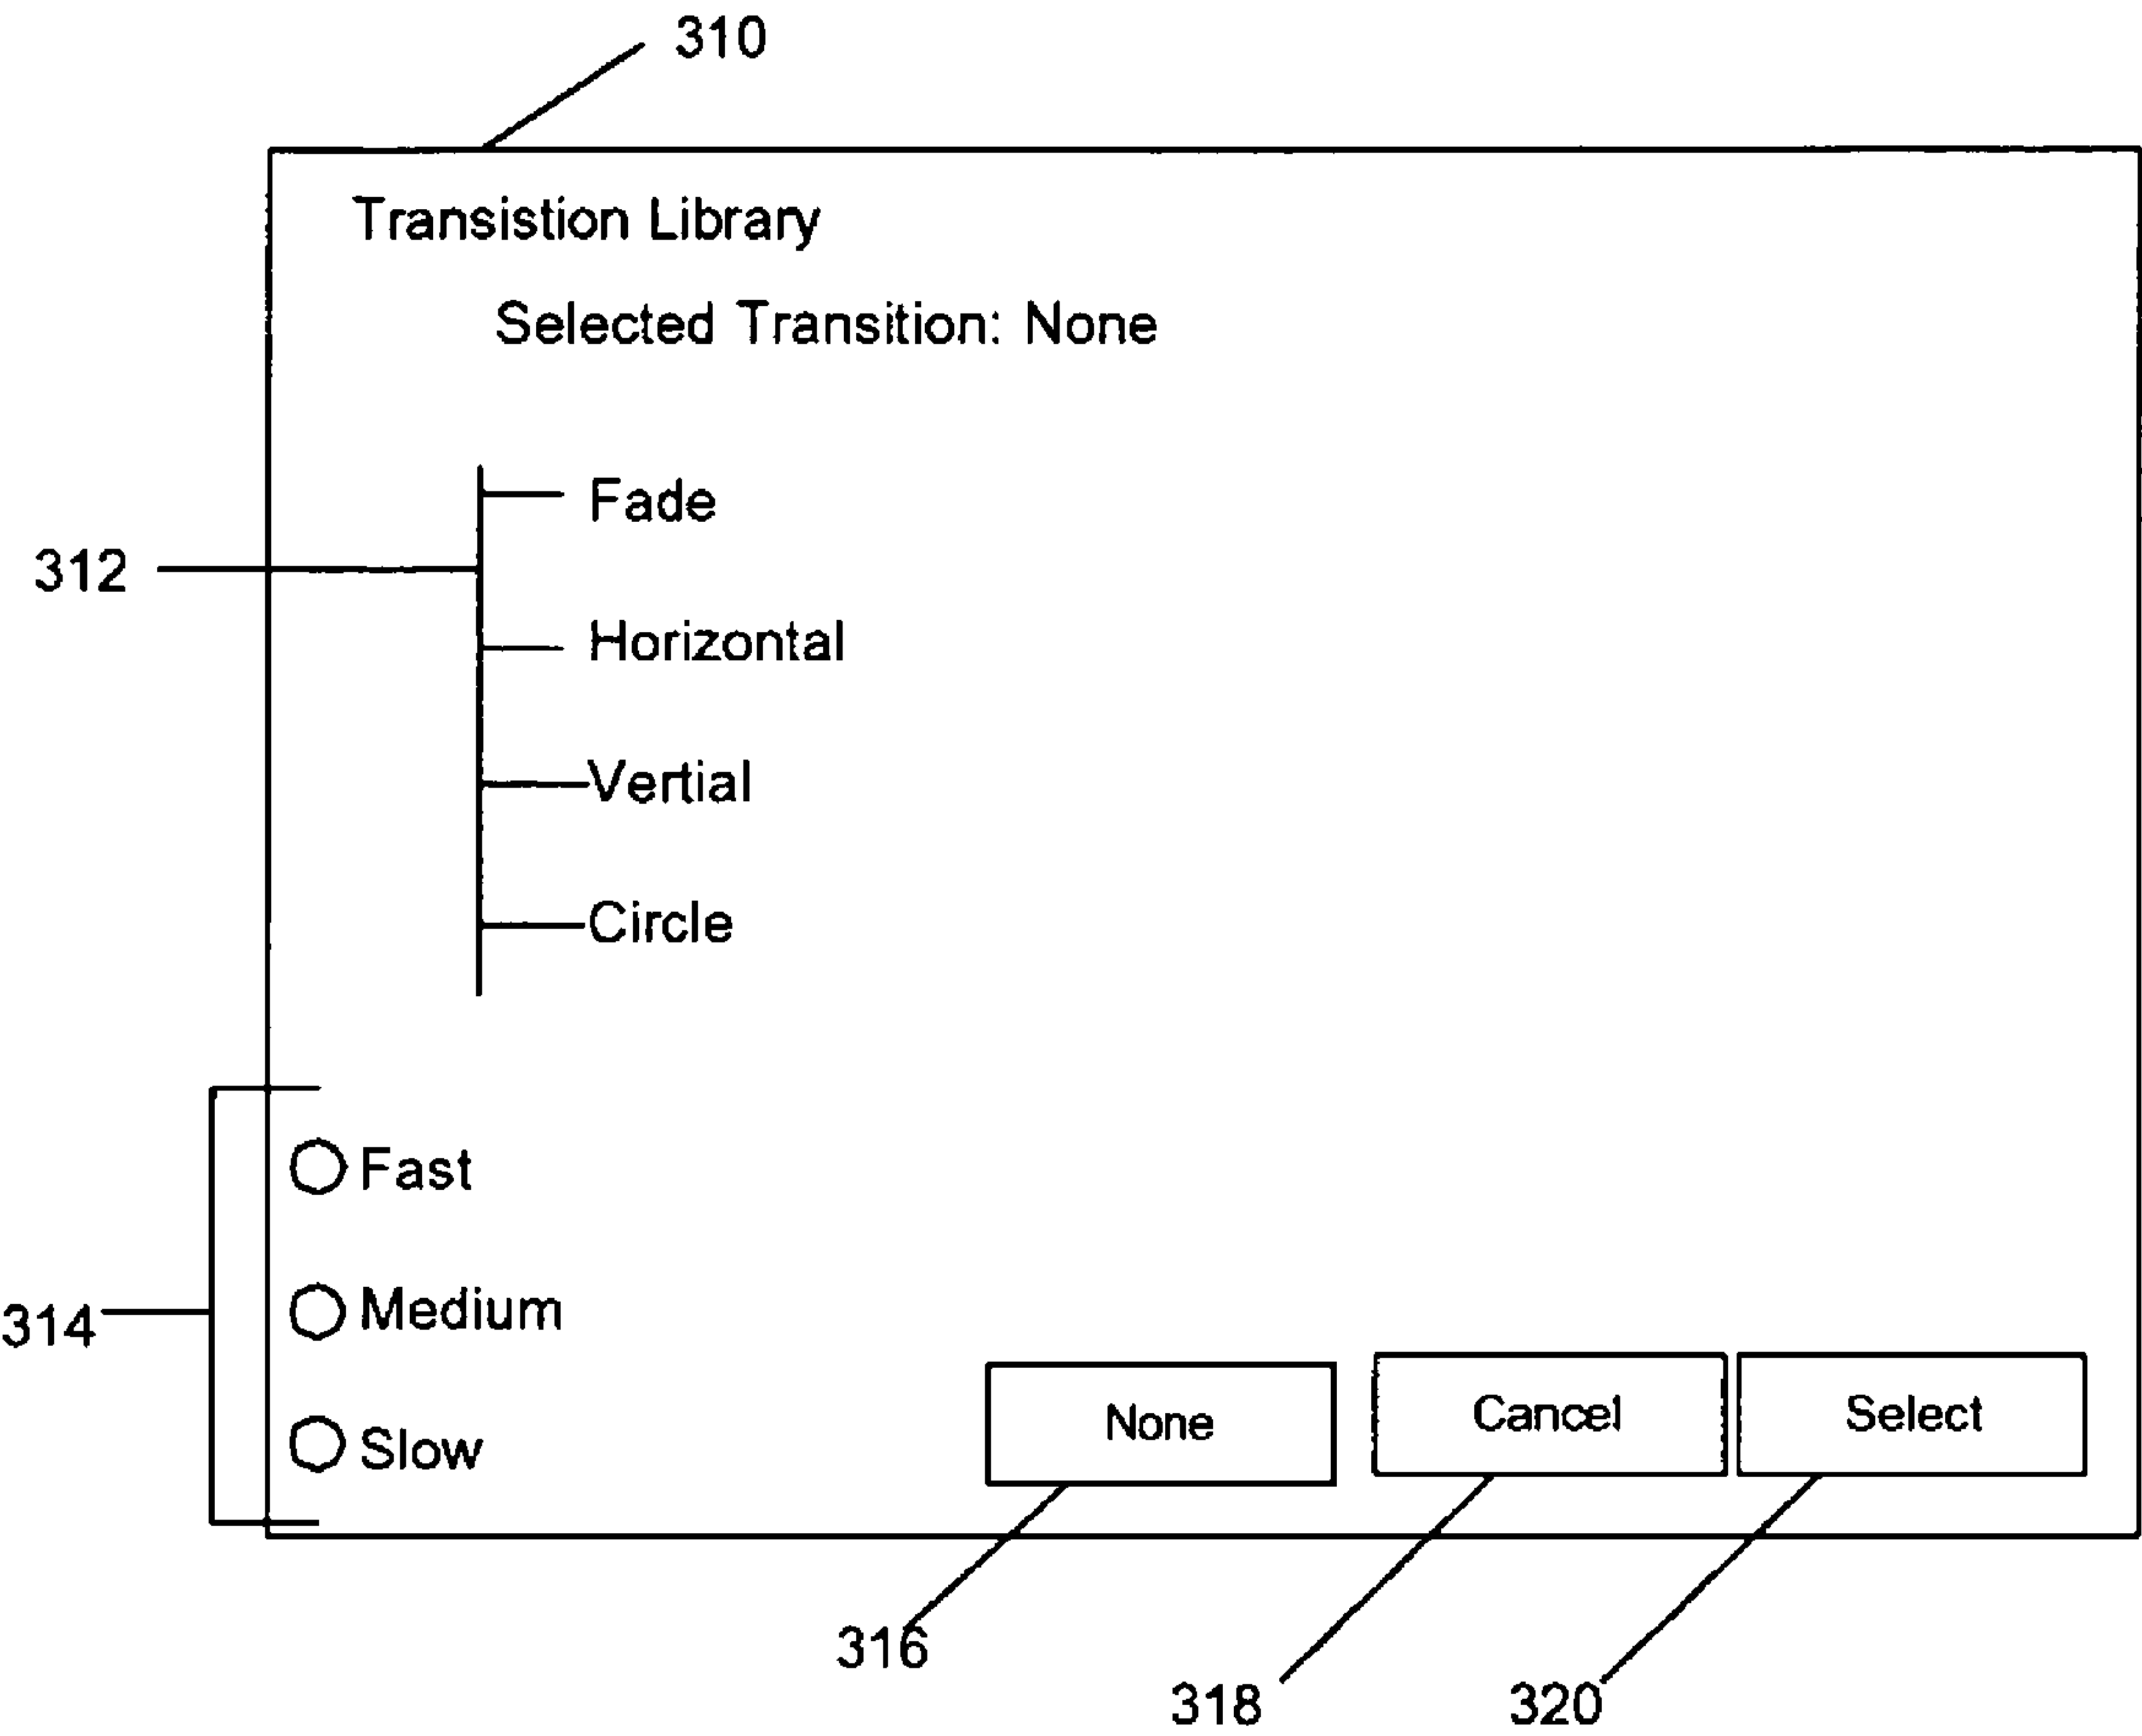 310
Transistion Library
Selected Transition: None
Fade
312
Horizontal
Vertial
Circle
Fast
314
Medium
Slow
None
Cancel
Select
316
318
320